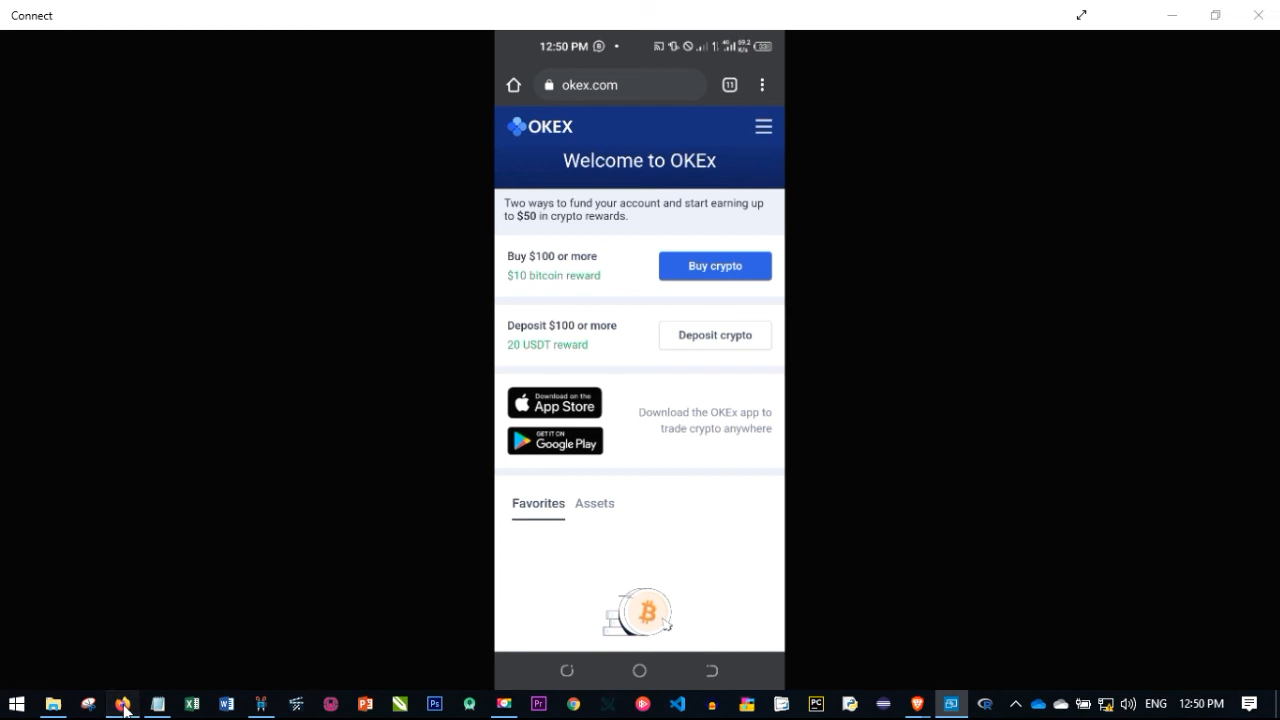 Connect
12:50 PM
okex.com
11
OKEX
Welcome to OKEx
Two ways to fund your account and start earning up
to $50 in crypto rewards.
Buy $100 or more
$10 bitcoin reward
Buy crypto
Deposit $100 or more
20 USDT reward
Deposit crypto
Download on the
App Store
GET IT ON
Google Play
Download the OKEx app to
trade crypto anywhere
Favorites
Assets
ENG
12:50 PM